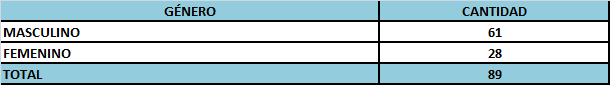 GÉNERO CANTIDAD
MASCULINO 61
FEMENINO 28
TOTAL 89